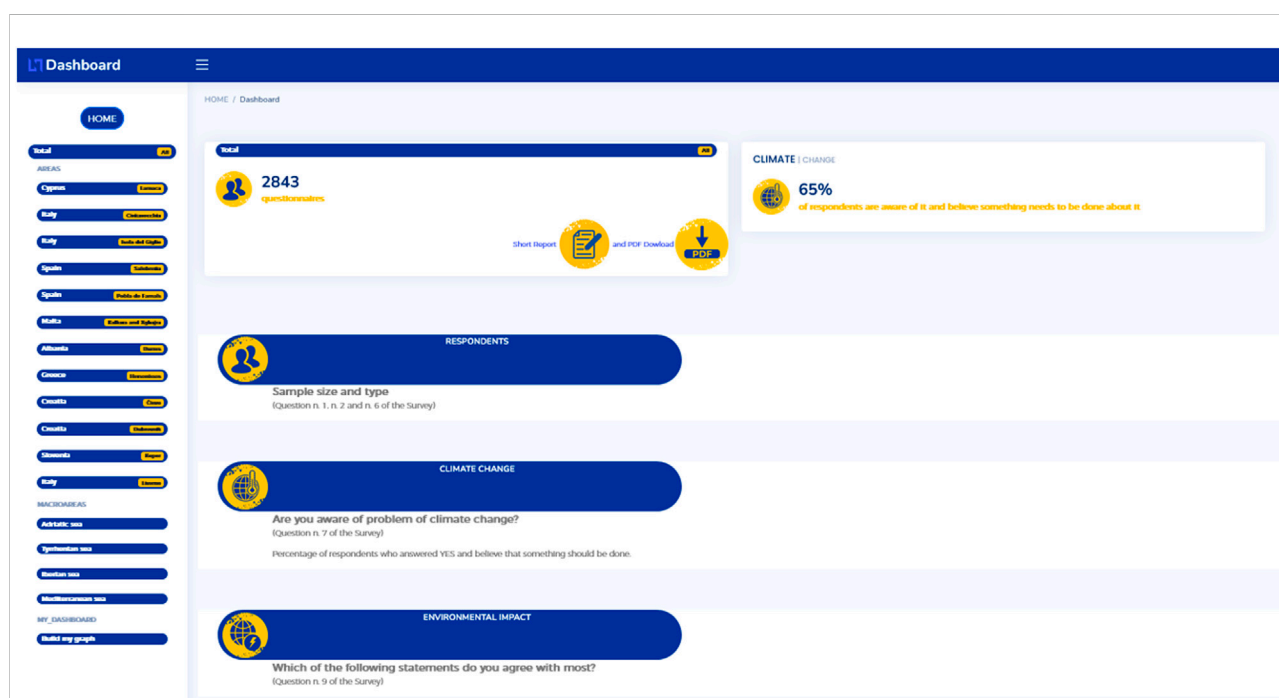 Dashboard
HOME / Dashboard
HOME
Total All
AREAS
Cyprus Larnaca
Italy Civitavecchia
Italy Isola del Giglio
Spain
Spain Pobla de Farnals
Malta
Albania
Greece
Croatia Cres
Croatia Dubrovnik
Slovenia Koper
Italy
MACROAREAS
Adriatic sea
Tyrrhenian sea
Iberian sea
Mediterranean sea
MY_DASHBOARD
Build my graph
Total All
2843
questionnaires
Short Report and PDF Dowload PDF
CLIMATE | CHANGE
65%
of respondents are aware of it and believe something needs to be done about it
RESPONDENTS
Sample size and type
(Question n. 1, n. 2 and n. 6 of the Survey)
CLIMATE CHANGE
Are you aware of problem of climate change?
(Question n. 7 of the Survey)
Percentage of respondents who answered YES and believe that something should be done.
ENVIRONMENTAL IMPACT
Which of the following statements do you agree with most?
(Question n. 9 of the Survey)